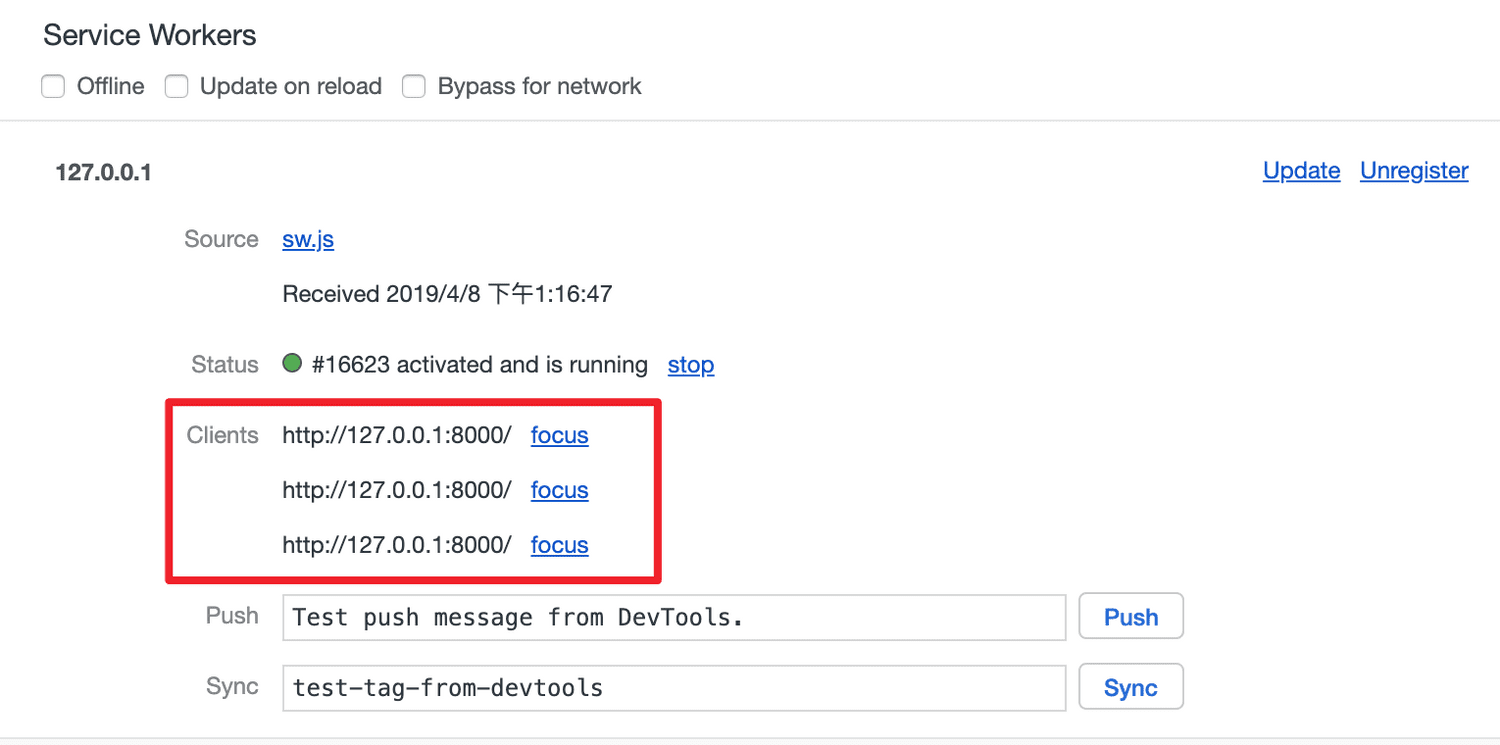 Service Workers
Offline Update on reload Bypass for network
127.0.0.1 Update Unregister
Source sw.js
Received 2019/4/8 下午1:16:47
Status #16623 activated and is running stop
Clients http://127.0.0.1:8000/ focus
http://127.0.0.1:8000/ focus
http://127.0.0.1:8000/ focus
Push Test push message from DevTools. Push
Sync test-tag-from-devtools Sync